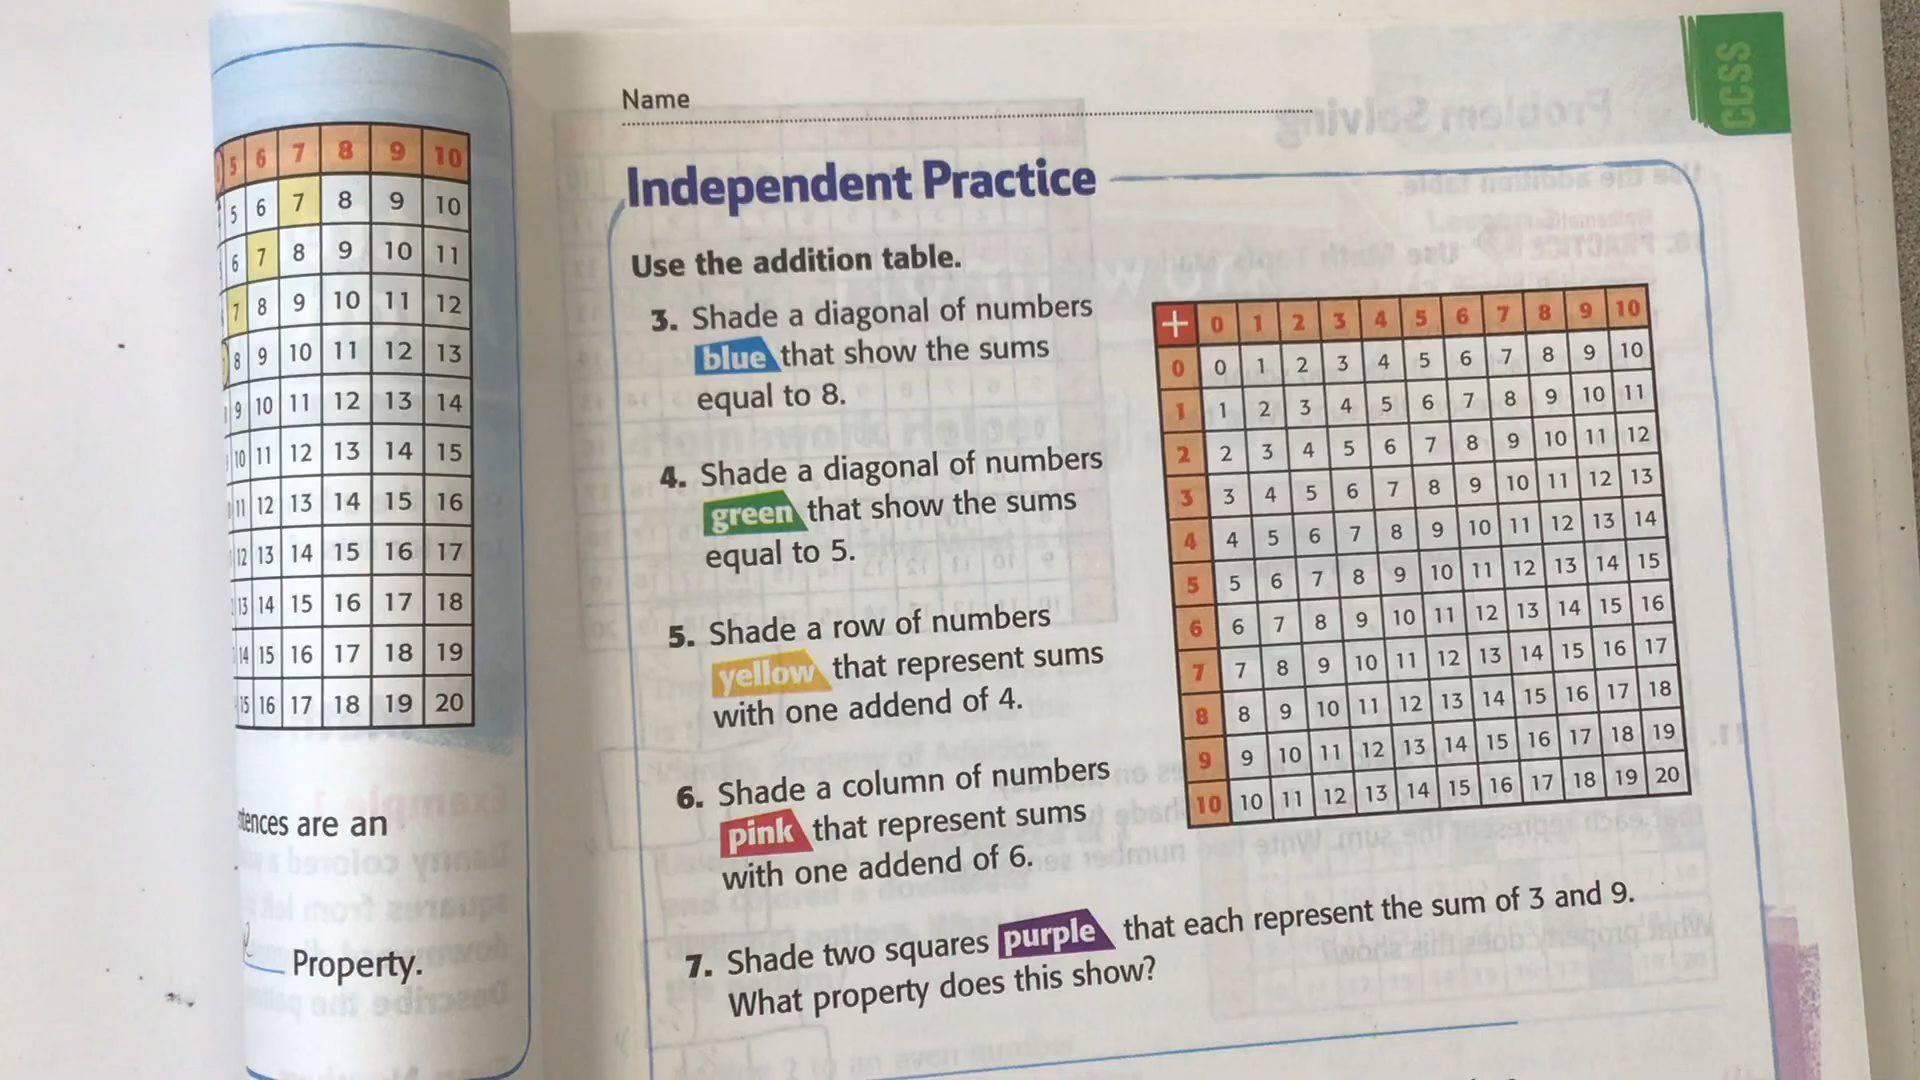 5 6 7 8 9 10
5 6 7 8 9 10
6 7 8 9 10 11
7 8 9 10 11 12
8 9 10 11 12 13
9 10 11 12 13 14
10 11 12 13 14 15
11 12 13 14 15 16
12 13 14 15 16 17
13 14 15 16 17 18
14 15 16 17 18 19
15 16 17 18 19 20
tences are an
Property.
CCSS
Name
Independent Practice
Use the addition table.
3. Shade a diagonal of numbers
blue that show the sums
equal to 8.
4. Shade a diagonal of numbers
green that show the sums
equal to 5.
5. Shade a row of numbers
yellow that represent sums
with one addend of 4.
6. Shade a column of numbers
pink that represent sums
with one addend of 6.
7. Shade two squares purple that each represent the sum of 3 and 9.
What property does this show?
+ 0 1 2 3 4 5 6 7 8 9 10
0 0 1 2 3 4 5 6 7 8 9 10
1 1 2 3 4 5 6 7 8 9 10 11
2 2 3 4 5 6 7 8 9 10 11 12
3 3 4 5 6 7 8 9 10 11 12 13
4 4 5 6 7 8 9 10 11 12 13 14
5 5 6 7 8 9 10 11 12 13 14 15
6 6 7 8 9 10 11 12 13 14 15 16
7 7 8 9 10 11 12 13 14 15 16 17
8 8 9 10 11 12 13 14 15 16 17 18
9 9 10 11 12 13 14 15 16 17 18 19
10 10 11 12 13 14 15 16 17 18 19 20